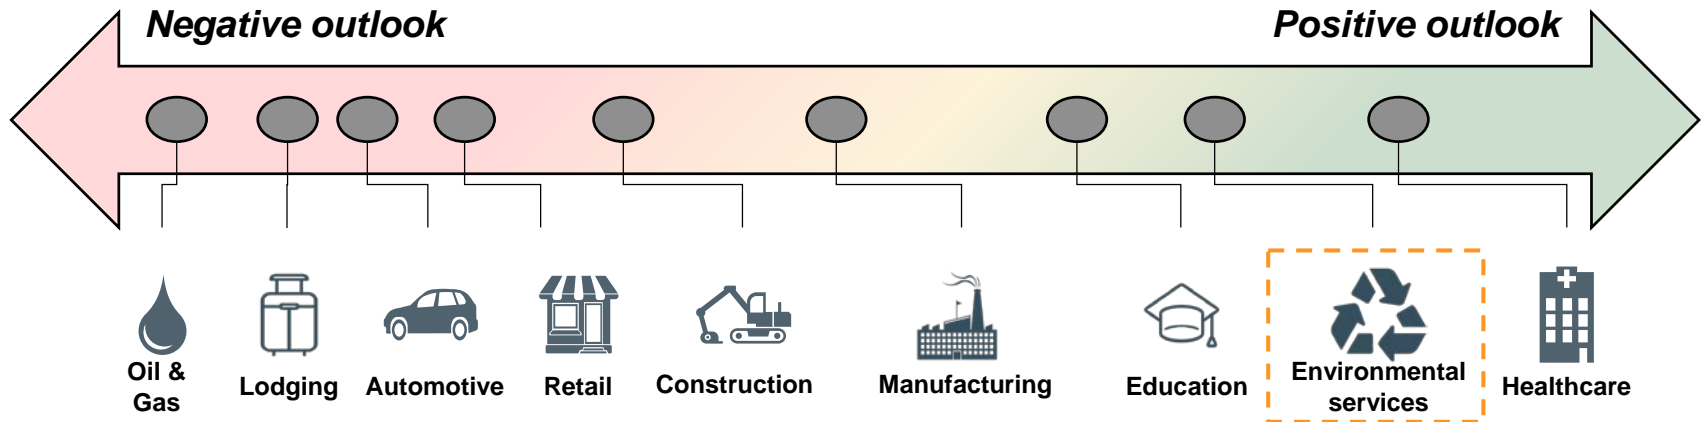 Negative outlook
Positive outlook
Oil &
Gas
Lodging
Automotive
Retail
Construction
Manufacturing
Education
Environmental
services
Healthcare